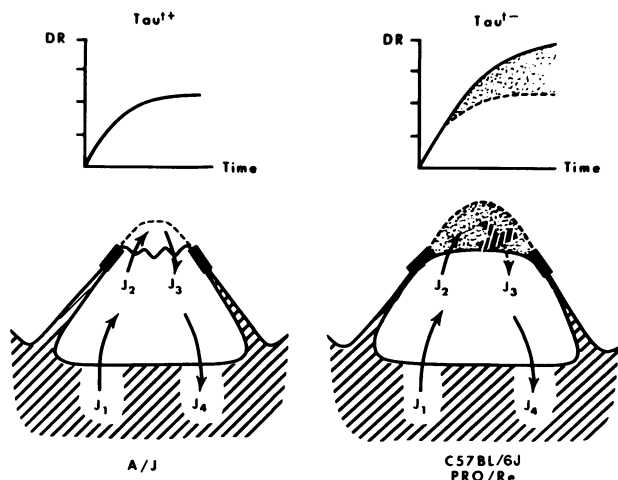 Tau^t+
DR
Time
J2
J3
J1
J4
A/J
Tau^t-
DR
Time
J2
J3
J1
J4
C57BL/6J
PRO/Re